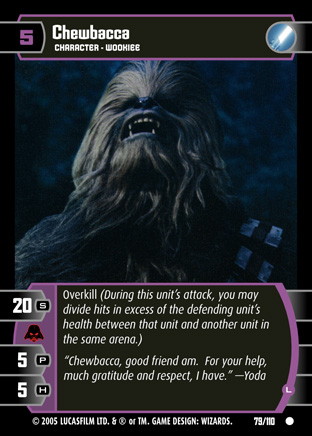 5 Chewbacca
CHARACTER - WOOKIEE
20 S
5 P
5 H
Overkill (During this unit's attack, you may
divide hits in excess of the defending unit's
health between that unit and another unit in
the same arena.)
"Chewbacca, good friend am. For your help,
much gratitude and respect, I have." —Yoda
L
© 2005 LUCASFILM LTD. & ® or TM. GAME DESIGN: WIZARDS. 79/110